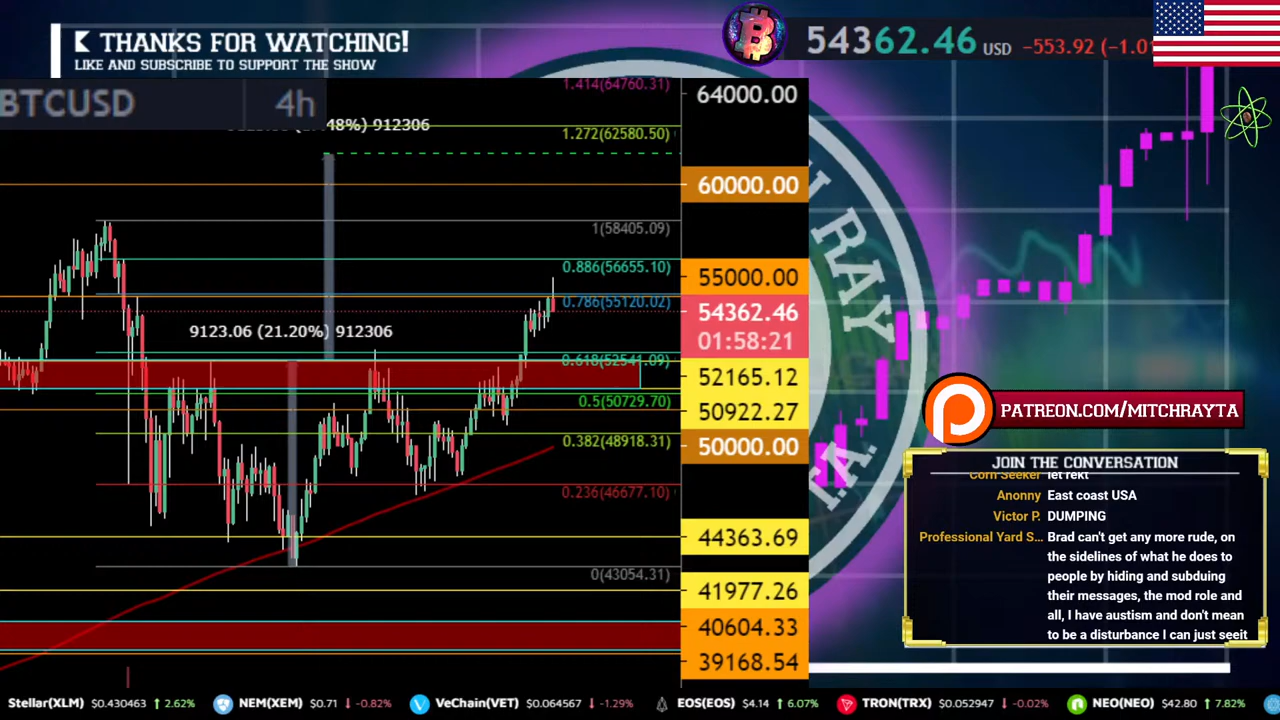 THANKS FOR WATCHING!
LIKE AND SUBSCRIBE TO SUPPORT THE SHOW
54362.46 USD -553.92
BTCUSD 4h
48%) 912306
1.414(64760.31)
1.272(62580.50)
1(58405.09)
0.886(56655.10)
0.786(55120.02)
9123.06 (21.20%) 912306
0.618(52541.09)
0.5(50729.70)
0.382(48918.31)
0.236(46677.10)
0(43054.31)
64000.00
60000.00
55000.00
54362.46
01:58:21
52165.12
50922.27
50000.00
44363.69
41977.26
40604.33
39168.54
RAY
T.A.
PATREON.COM/MITCHRAYTA
JOIN THE CONVERSATION
Corn Seeker let rekt
Anonny East coast USA
Victor P. DUMPING
Professional Yard S... Brad can't get any more rude, on
the sidelines of what he does to
people by hiding and subduing
their messages, the mod role and
all, I have austism and don't mean
to be a disturbance I can just seeit
Stellar(XLM) $0.430463 ↑ 2.62% NEM(XEM) $0.71 ↓ -0.82% VeChain(VET) $0.064567 ↓ -1.29% EOS(EOS) $4.14 ↑ 6.07% TRON(TRX) $0.052947 ↓ -0.02% NEO(NEO) $42.80 ↑ 7.82%